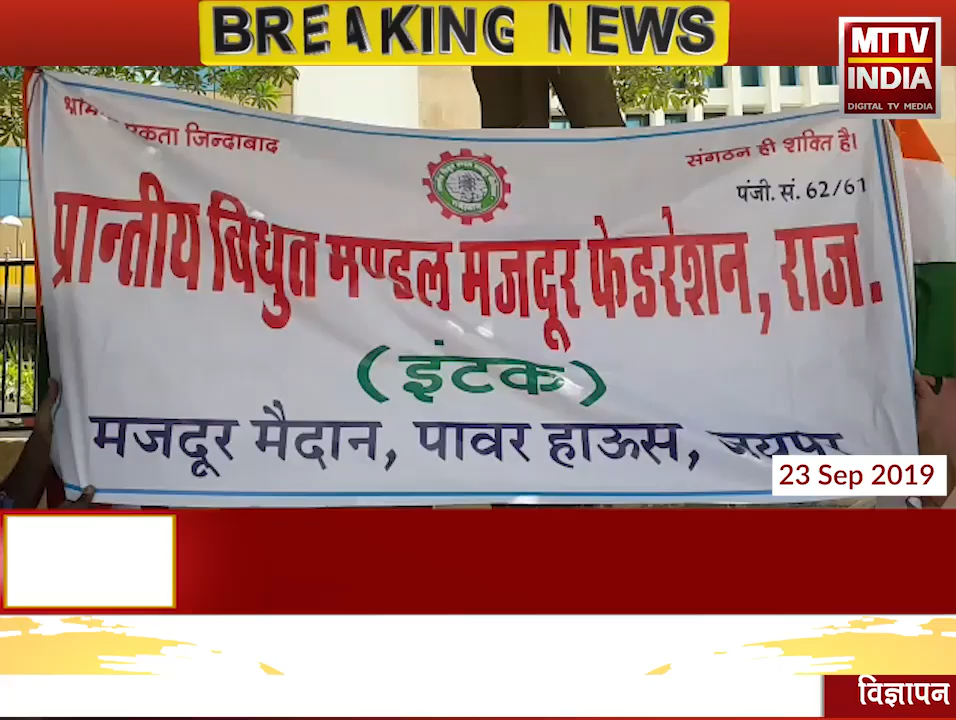 BREAKING NEWS
MTTV
INDIA
DIGITAL TV MEDIA
एकता जिन्दाबाद
संगठन ही शक्ति है।
पंजी. सं. 62/61
प्रान्तीय विधुत मण्डल मजदूर फेडरेशन, राज.
(इंटक)
मजदूर मैदान, पावर हाऊस,
23 Sep 2019
विज्ञापन